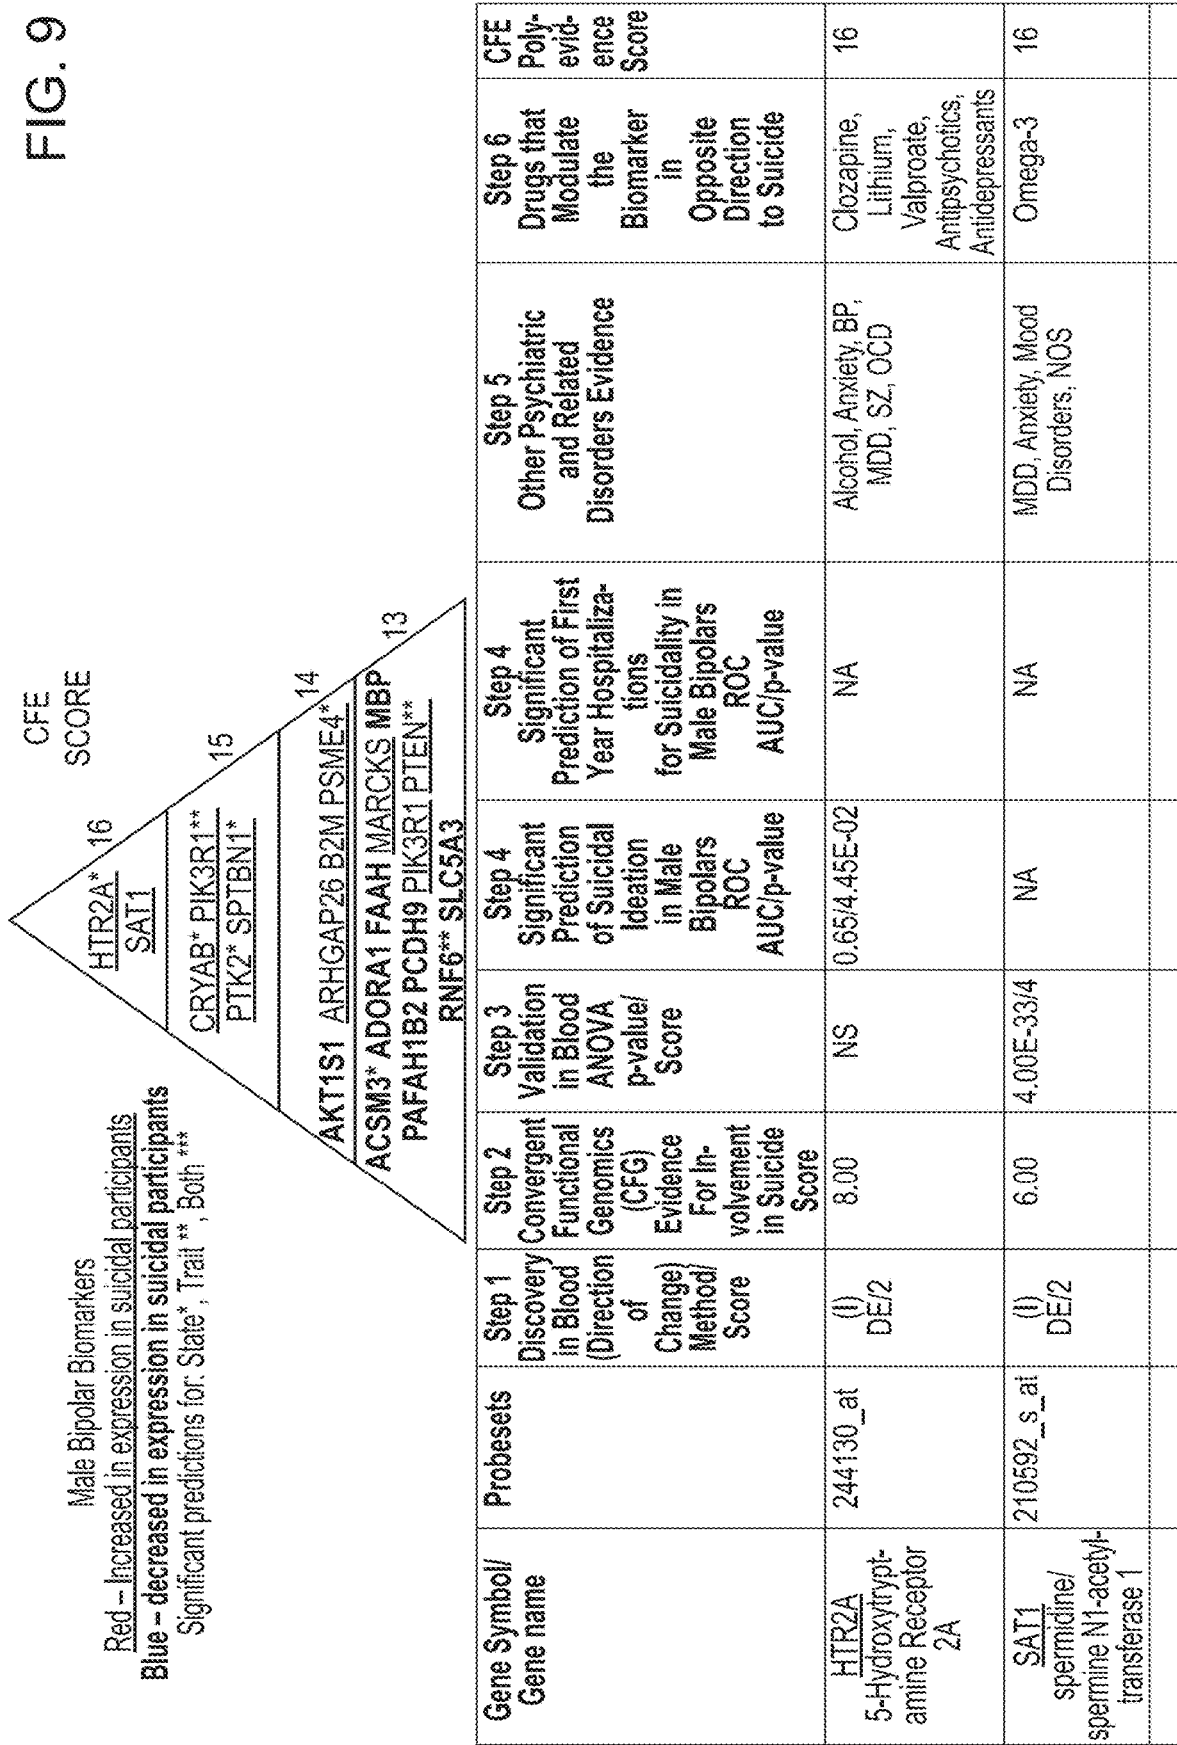 FIG. 9
Male Bipolar Biomarkers
Red – Increased in expression in suicidal participants
Blue – decreased in expression in suicidal participants
Significant predictions for: State*, Trait **, Both ***
CFE
SCORE
HTR2A* 16
SAT1
15
CRYAB* PIK3R1**
PTK2* SPTBN1*
14
AKT1S1 ARHGAP26 B2M PSME4*
ACSM3* ADORA1 FAAH MARCKS MBP 13
PAFAH1B2 PCDH9 PIK3R1 PTEN**
RNF6** SLC5A3
Gene Symbol/
Gene name
Probesets
Step 1
Discovery
in Blood
(Direction
of
Change)
Method/
Score
Step 2
Convergent
Functional
Genomics
(CFG)
Evidence
For In-
volvement
in Suicide
Score
Step 3
Validation
in Blood
ANOVA
p-value/
Score
Step 4
Significant
Prediction
of Suicidal
Ideation
in Male
Bipolars
ROC
AUC/p-value
Step 4
Significant
Prediction of First
Year Hospitaliza-
tions
for Suicidality in
Male Bipolars
ROC
AUC/p-value
Step 5
Other Psychiatric
and Related
Disorders Evidence
Step 6
Drugs that
Modulate
the
Biomarker
in
Opposite
Direction
to Suicide
CFE
Poly-
evid-
ence
Score
HTR2A
5-Hydroxytrypt-
amine Receptor
2A
244130_at
(I)
DE/2
8.00
NS
0.65/4.45E-02
NA
Alcohol, Anxiety, BP,
MDD, SZ, OCD
Clozapine,
Lithium,
Valproate,
Antipsychotics,
Antidepressants
16
SAT1
spermidine/
spermine N1-acetyl-
transferase 1
210592_s_at
(I)
DE/2
6.00
4.00E-33/4
NA
NA
MDD, Anxiety, Mood
Disorders, NOS
Omega-3
16